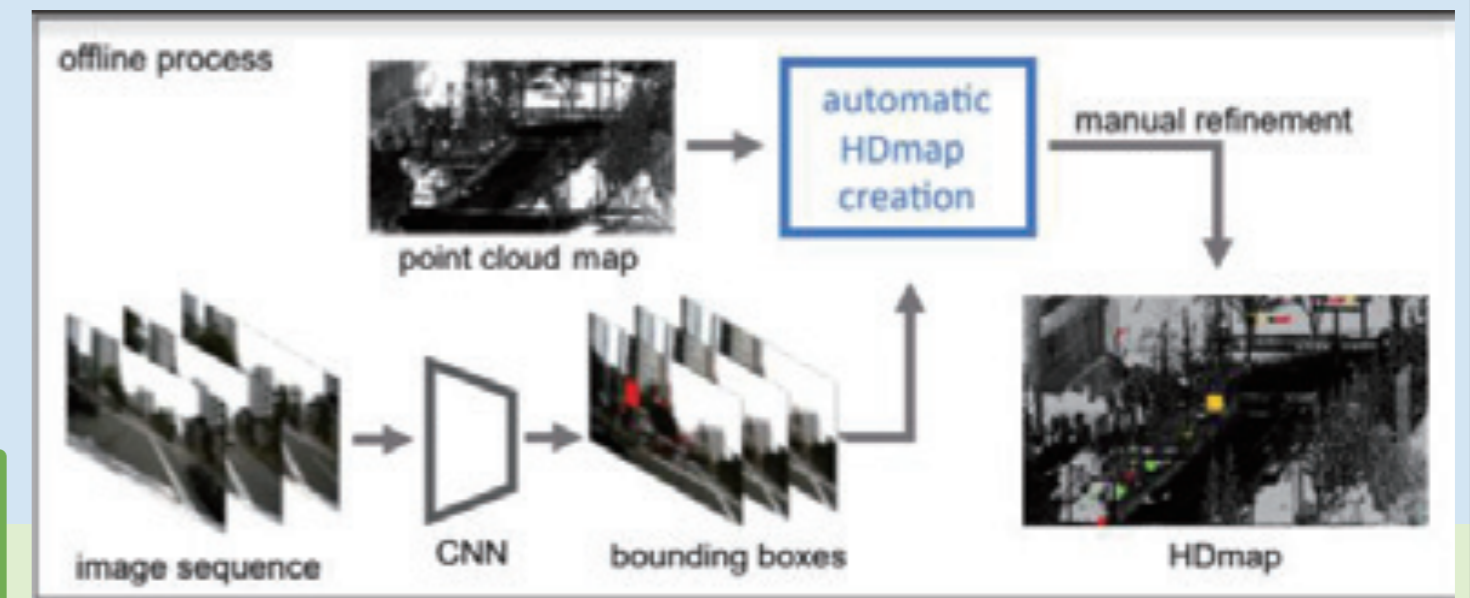 offline process
automatic
HDmap
creation
manual refinement
point cloud map
image sequence
CNN
bounding boxes
HDmap